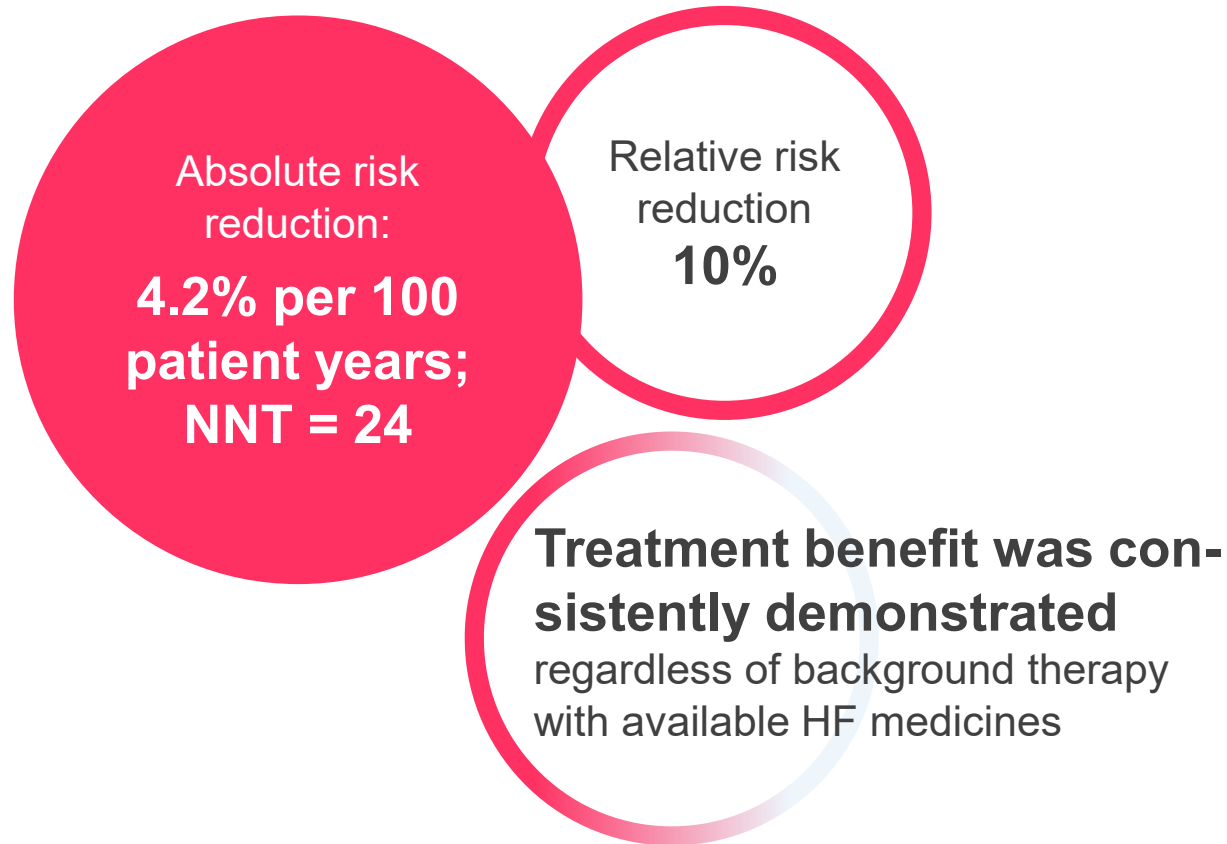 Absolute risk
reduction:
4.2% per 100
patient years;
NNT = 24
Relative risk
reduction
10%
Treatment benefit was con-
sistently demonstrated
regardless of background therapy
with available HF medicines